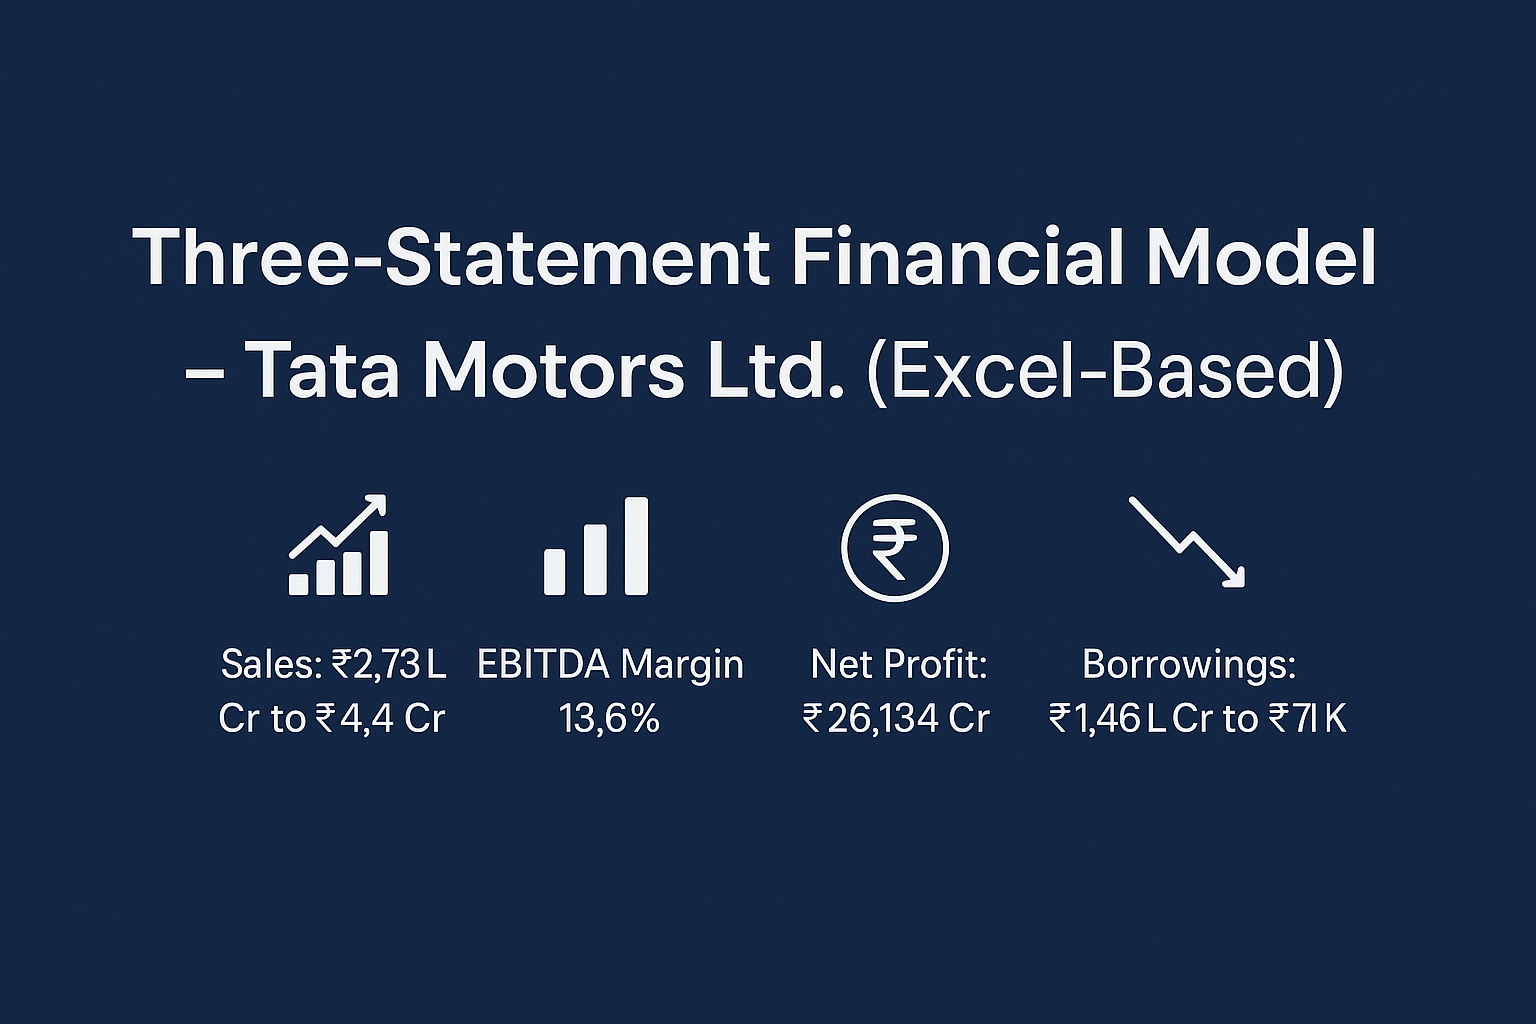 Three-Statement Financial Model
– Tata Motors Ltd. (Excel-Based)
Sales: ₹2,73 L
Cr to ₹4,4 Cr
EBITDA Margin
13,6%
Net Profit:
₹26,134 Cr
Borrowings:
₹1,46 L Cr to ₹7l K